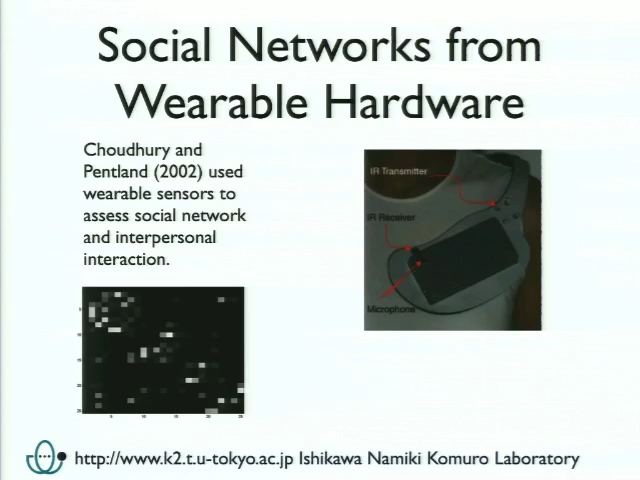 Social Networks from
Wearable Hardware
Choudhury and
Pentland (2002) used
wearable sensors to
assess social network
and interpersonal
interaction.
IR Transmitter
IR Receiver
Microphone
http://www.k2.t.u-tokyo.ac.jp Ishikawa Namiki Komuro Laboratory